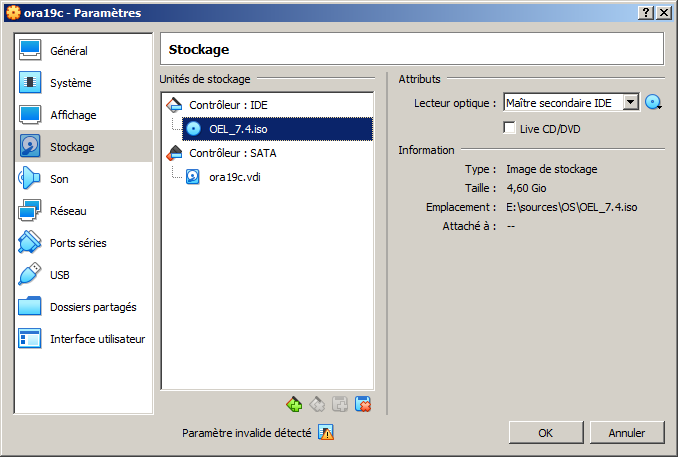 ora19c - Paramètres
Général
Système
Affichage
Stockage
Son
Réseau
Ports séries
USB
Dossiers partagés
Interface utilisateur
Stockage
Unités de stockage
Contrôleur : IDE
OEL_7.4.iso
Contrôleur : SATA
ora19c.vdi
Attributs
Lecteur optique : Maître secondaire IDE
Live CD/DVD
Information
Type : Image de stockage
Taille : 4,60 Gio
Emplacement : E:\sources\OS\OEL_7.4.iso
Attaché à : --
Paramètre invalide détecté
OK
Annuler